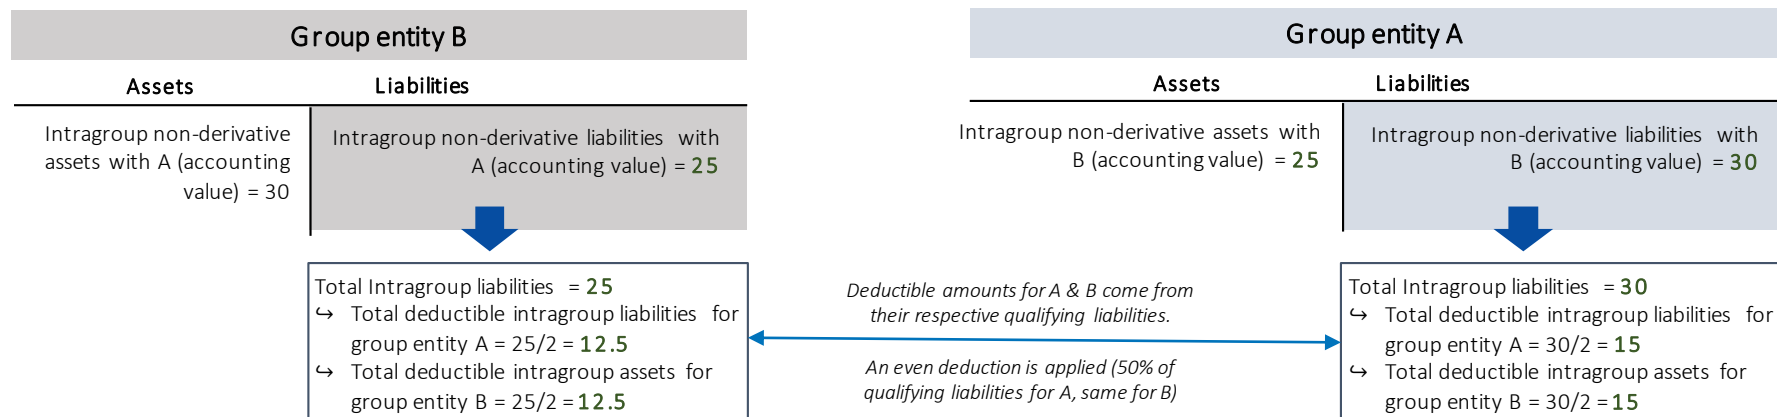 Group entity B
Assets
Liabilities
Intragroup non-derivative
assets with A (accounting
value) = 30
Intragroup non-derivative liabilities with
A (accounting value) = 25
Total Intragroup liabilities = 25
↪ Total deductible intragroup liabilities for
group entity A = 25/2 = 12.5
↪ Total deductible intragroup assets for
group entity B = 25/2 = 12.5
Deductible amounts for A & B come from
their respective qualifying liabilities.
An even deduction is applied (50% of
qualifying liabilities for A, same for B)
Group entity A
Assets
Liabilities
Intragroup non-derivative assets with
B (accounting value) = 25
Intragroup non-derivative liabilities with
B (accounting value) = 30
Total Intragroup liabilities = 30
↪ Total deductible intragroup liabilities for
group entity A = 30/2 = 15
↪ Total deductible intragroup assets for
group entity B = 30/2 = 15